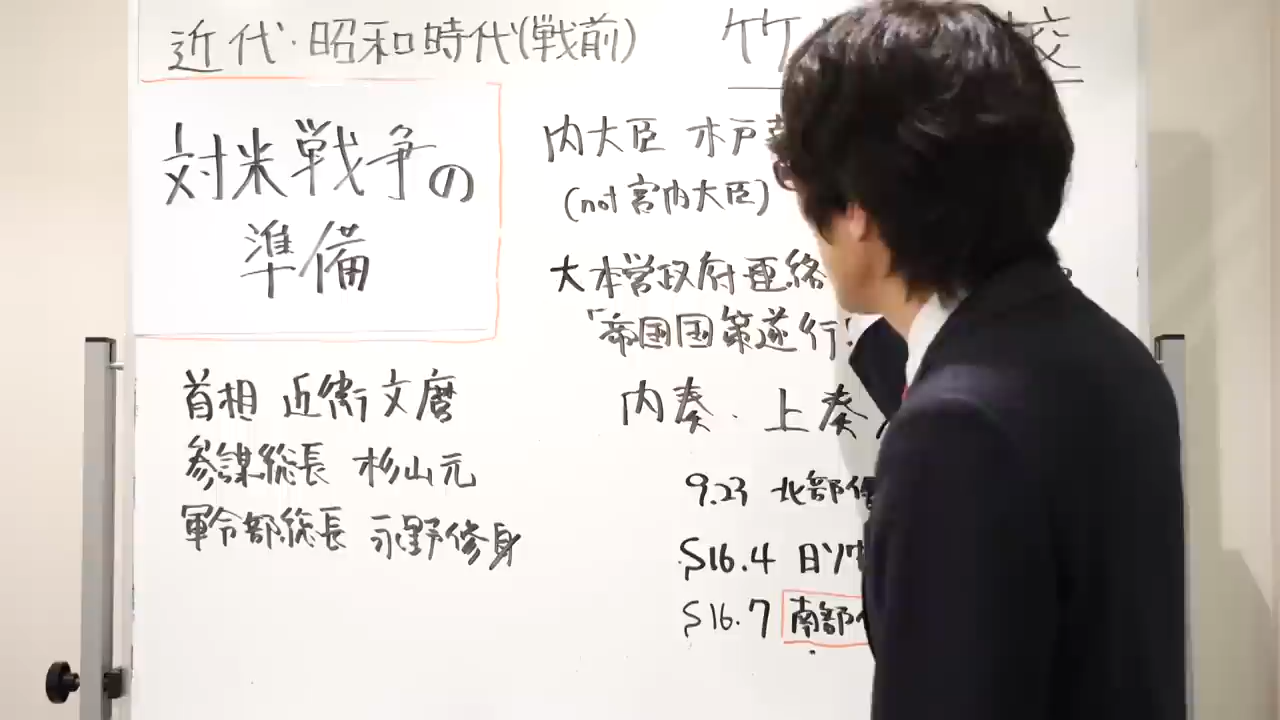 近代・昭和時代(戦前)
竹 校
対米戦争の
準備
首相 近衛文麿
参謀総長 杉山元
軍令部総長 永野修身
内大臣 木戸
(not 宮内大臣)
大本営政府連絡
「帝国国策遂行
内奏・上奏
9.23 北部
S16.4 日ソ中
S16.7 南部